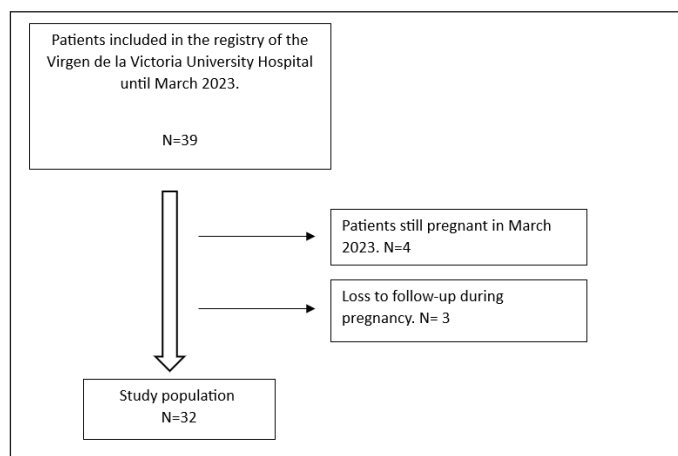 Patients included in the registry of the
Virgen de la Victoria University Hospital
until March 2023.
N=39
Patients still pregnant in March
2023. N=4
Loss to follow-up during
pregnancy. N= 3
Study population
N=32